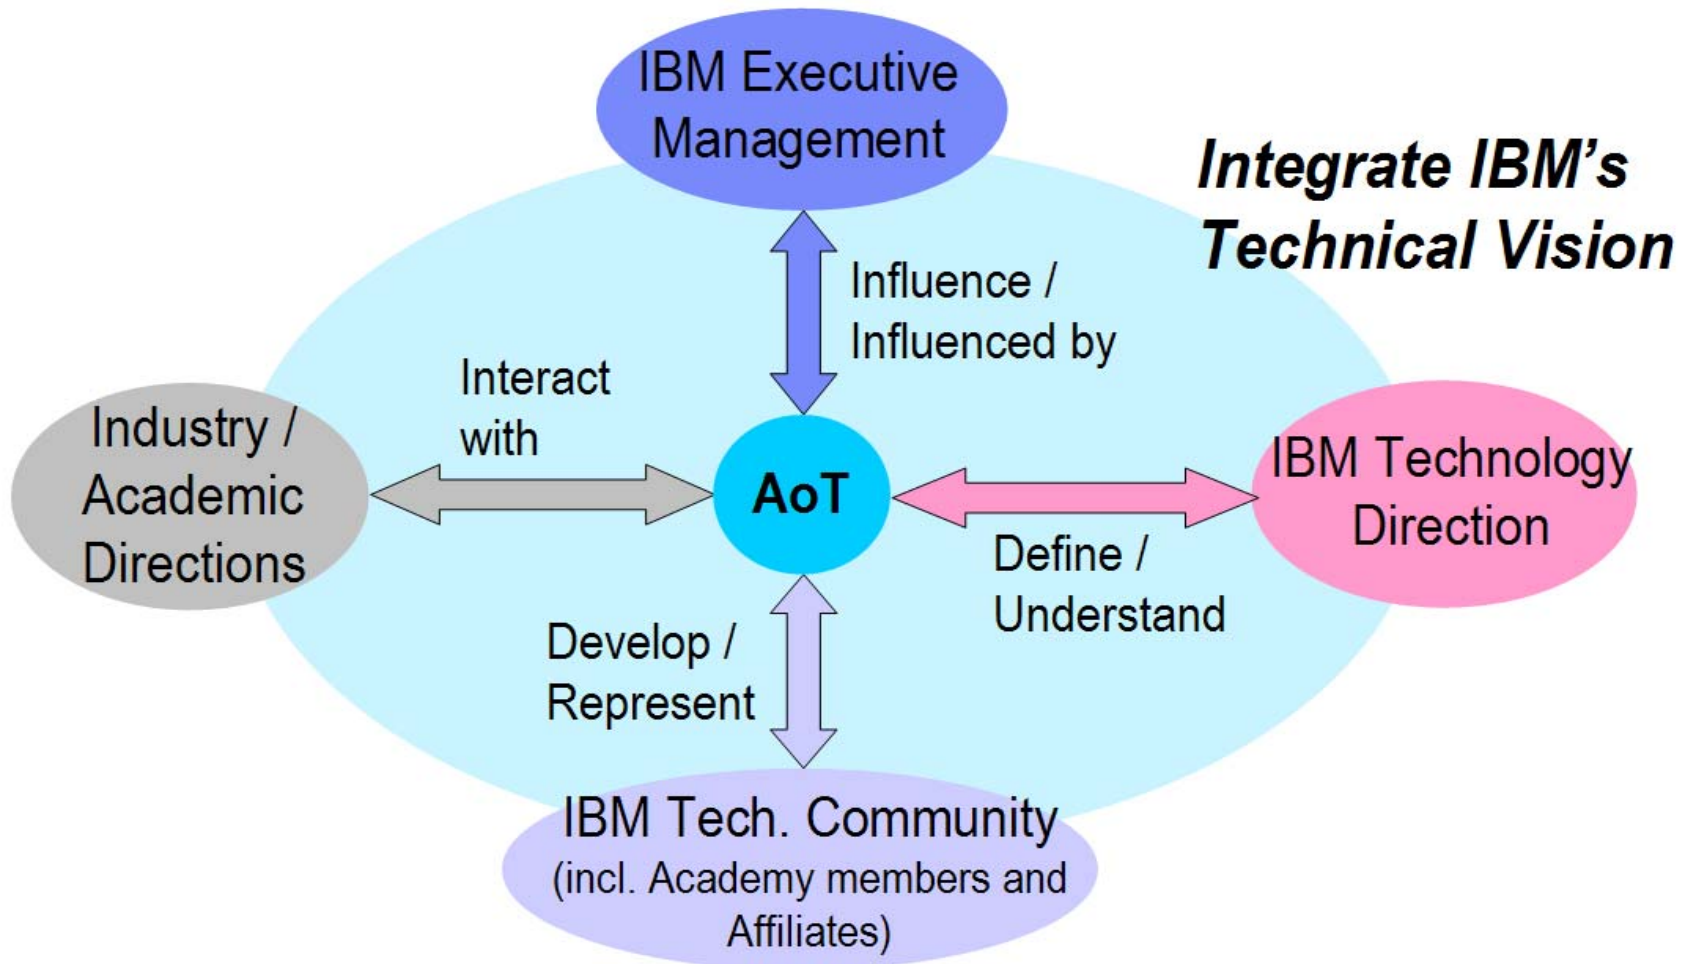 IBM Executive
Management
Integrate IBM’s
Technical Vision
Influence /
Influenced by
Interact
with
Industry /
Academic
Directions
AoT
IBM Technology
Direction
Define /
Understand
Develop /
Represent
IBM Tech. Community
(incl. Academy members and
Affiliates)